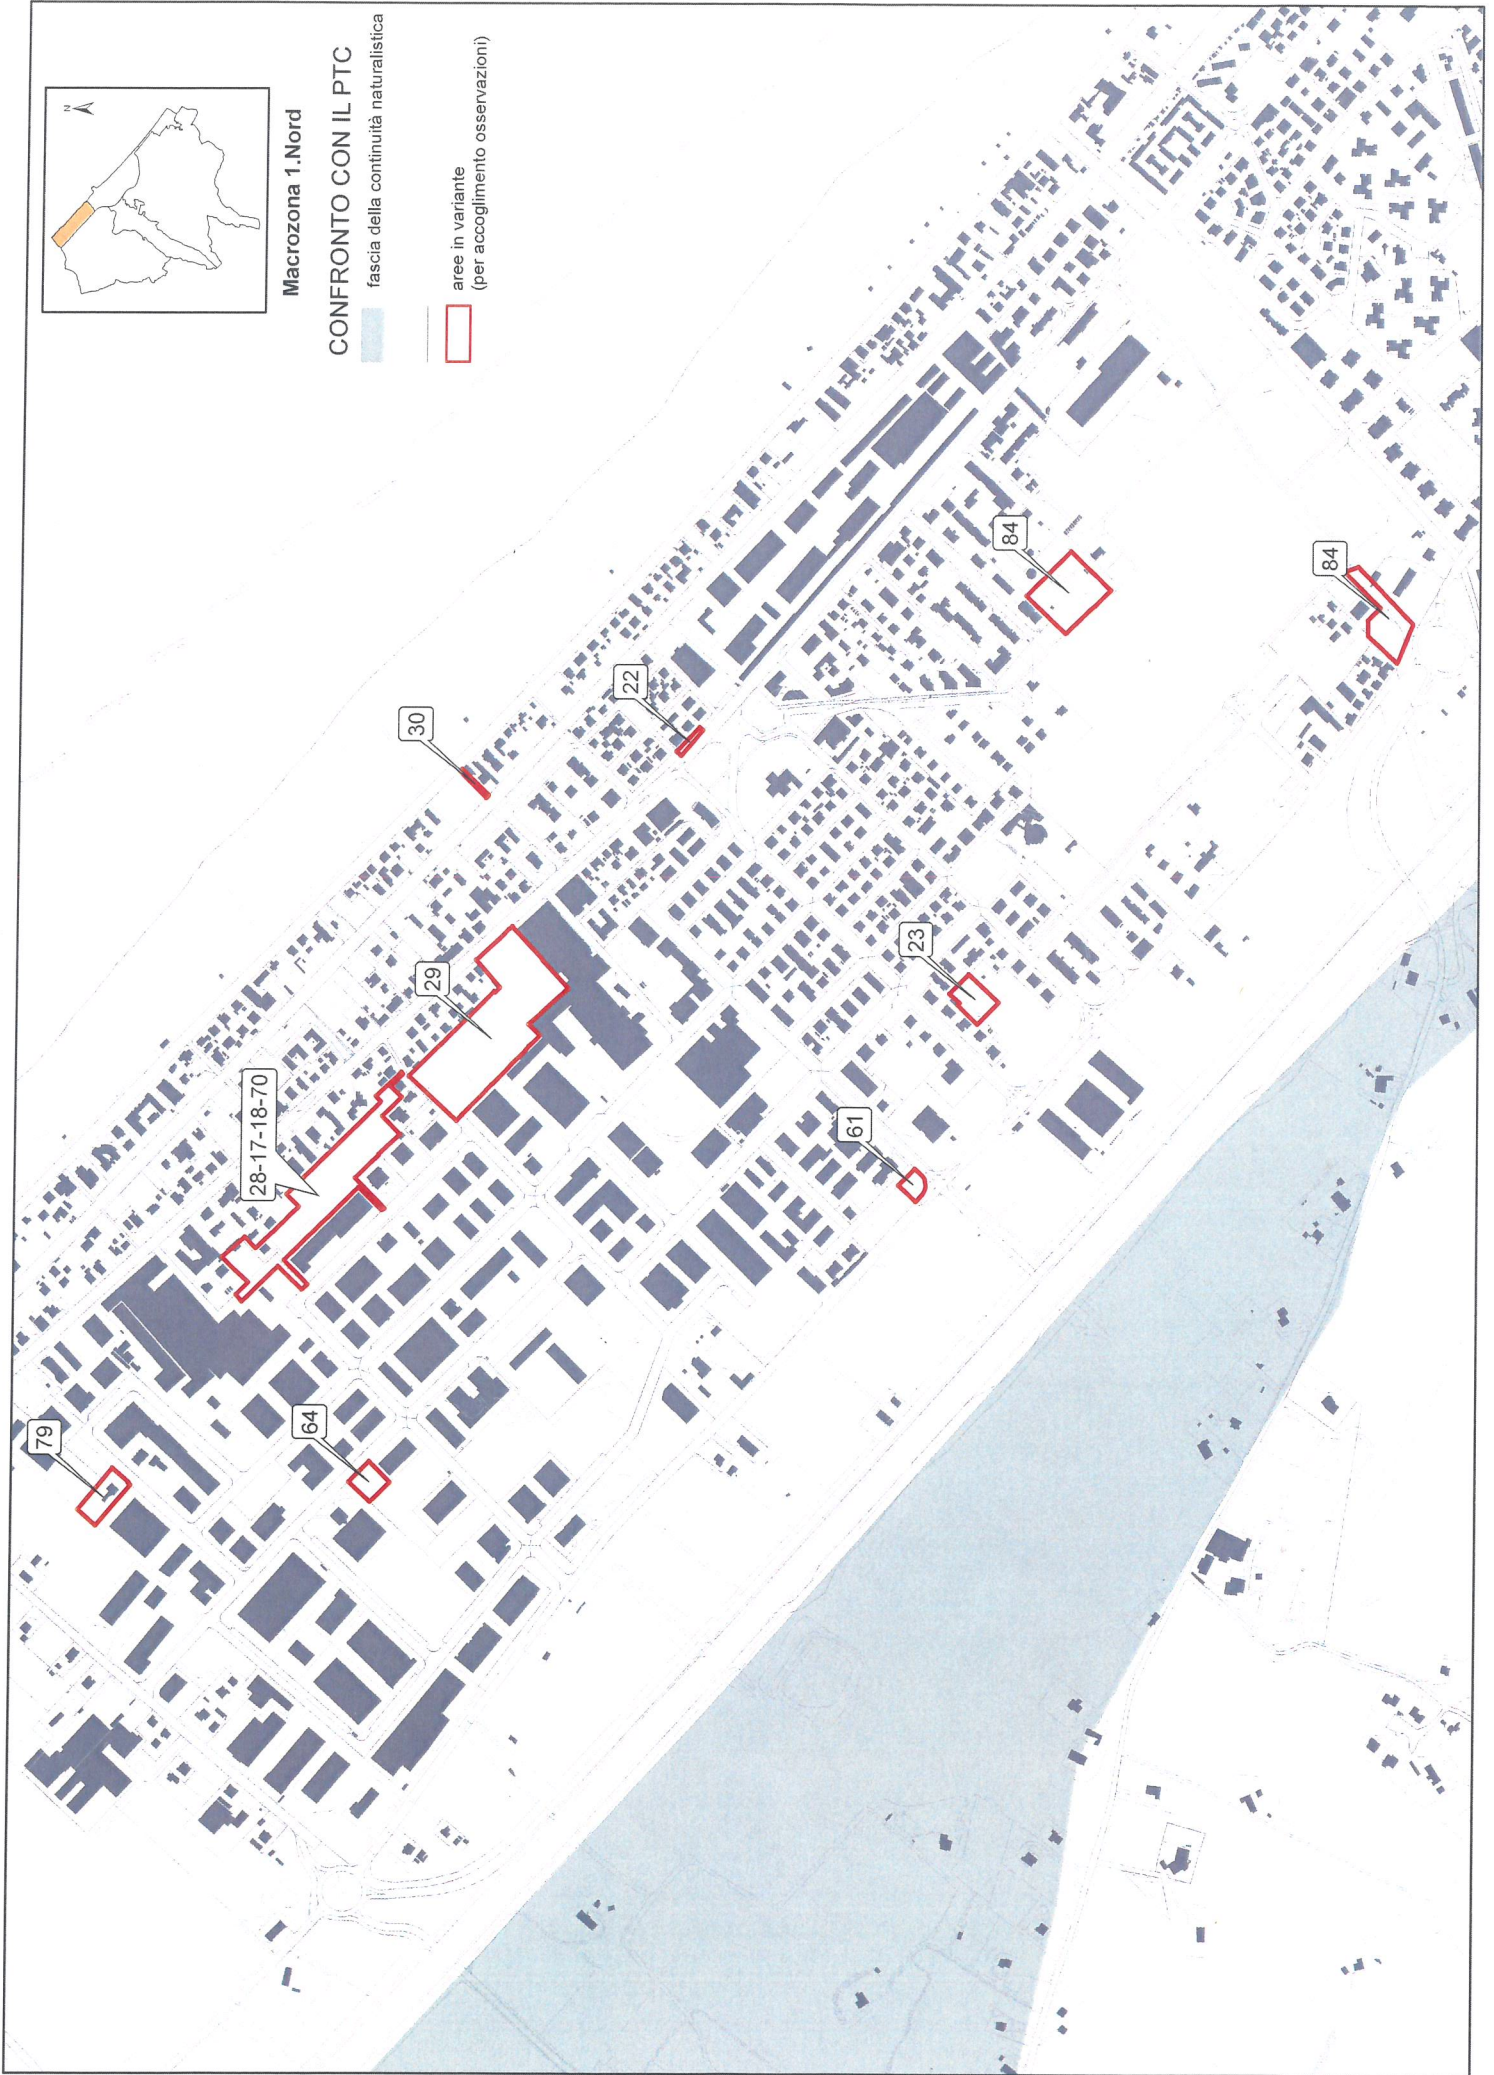 N
Macrozona 1.Nord
CONFRONTO CON IL PTC
fascia della continuità naturalistica
aree in variante
(per accoglimento osservazioni)
79
64
28-17-18-70
29
30
22
61
23
84
84